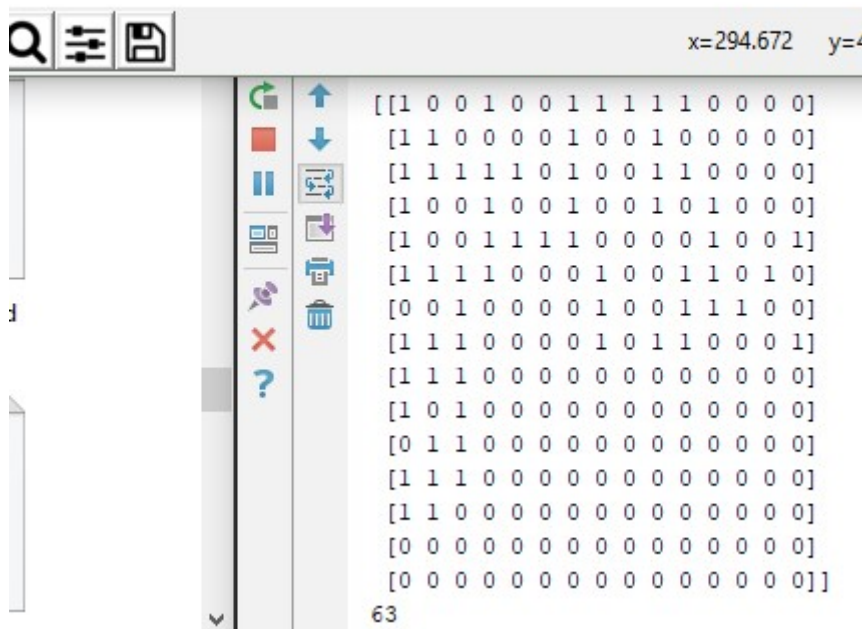 x=294.672 y=4
[[1 0 0 1 0 0 1 1 1 1 1 0 0 0 0]
[1 1 0 0 0 0 1 0 0 1 0 0 0 0 0]
[1 1 1 1 1 0 1 0 0 1 1 0 0 0 0]
[1 0 0 1 0 0 1 0 0 1 0 1 0 0 0]
[1 0 0 1 1 1 1 0 0 0 0 1 0 0 1]
[1 1 1 1 0 0 0 1 0 0 1 1 0 1 0]
[0 0 1 0 0 0 0 1 0 0 1 1 1 0 0]
[1 1 1 0 0 0 0 1 0 1 1 0 0 0 1]
[1 1 1 0 0 0 0 0 0 0 0 0 0 0 0]
[1 0 1 0 0 0 0 0 0 0 0 0 0 0 0]
[0 1 1 0 0 0 0 0 0 0 0 0 0 0 0]
[1 1 1 0 0 0 0 0 0 0 0 0 0 0 0]
[1 1 0 0 0 0 0 0 0 0 0 0 0 0 0]
[0 0 0 0 0 0 0 0 0 0 0 0 0 0 0]
[0 0 0 0 0 0 0 0 0 0 0 0 0 0 0]]
63